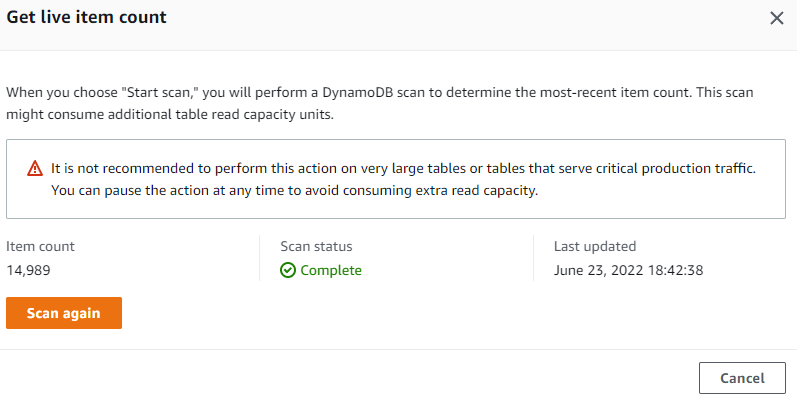 Get live item count
When you choose "Start scan," you will perform a DynamoDB scan to determine the most-recent item count. This scan
might consume additional table read capacity units.
It is not recommended to perform this action on very large tables or tables that serve critical production traffic.
You can pause the action at any time to avoid consuming extra read capacity.
Item count
14,989
Scan status
Complete
Last updated
June 23, 2022 18:42:38
Scan again
Cancel